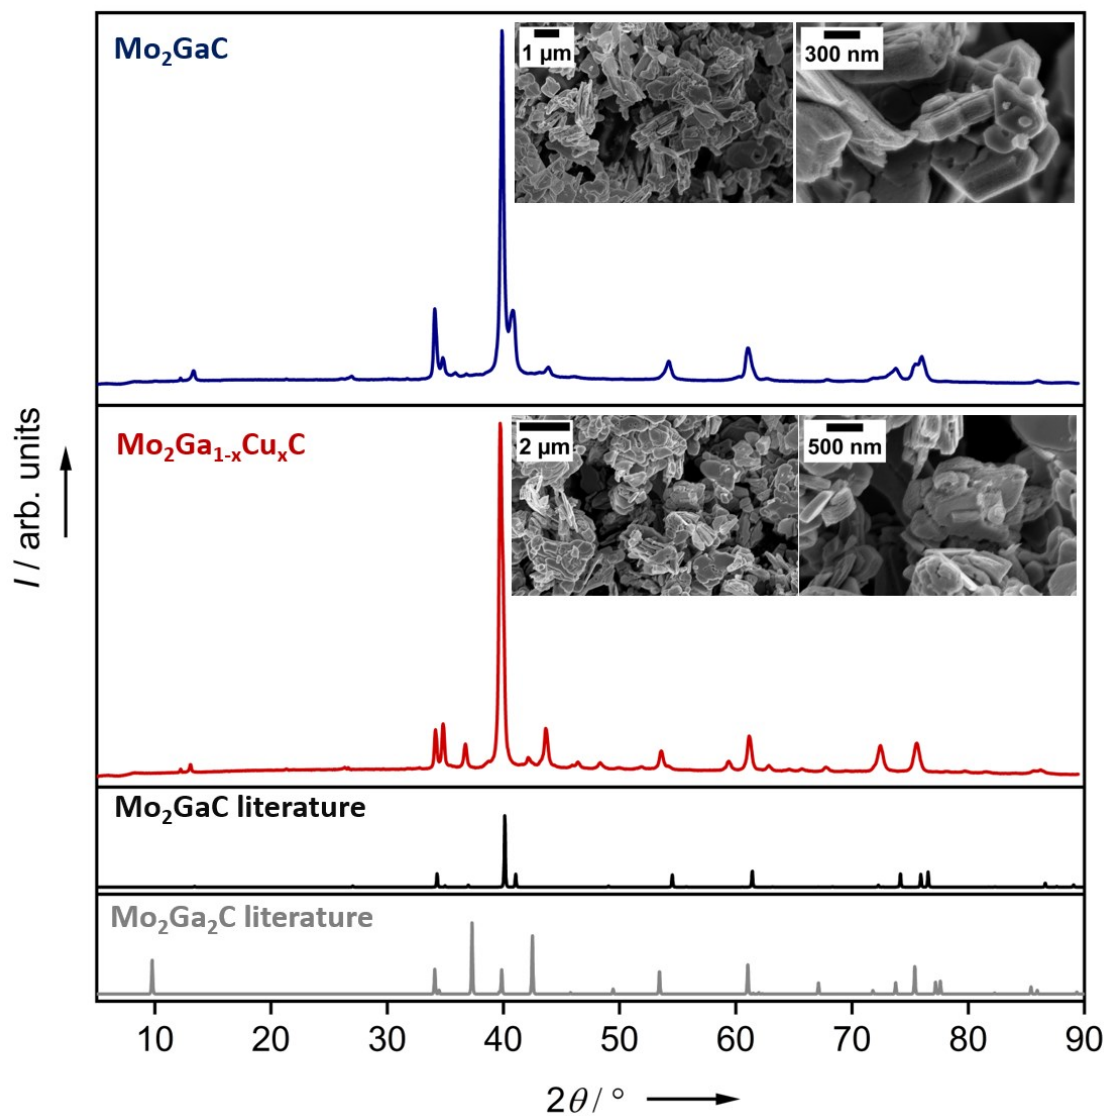 Mo₂GaC
1 µm
300 nm
Mo₂Ga₁₋ₓCuₓC
2 µm
500 nm
I / arb. units
Mo₂GaC literature
Mo₂Ga₂C literature
10 20 30 40 50 60 70 80 90
2θ / °